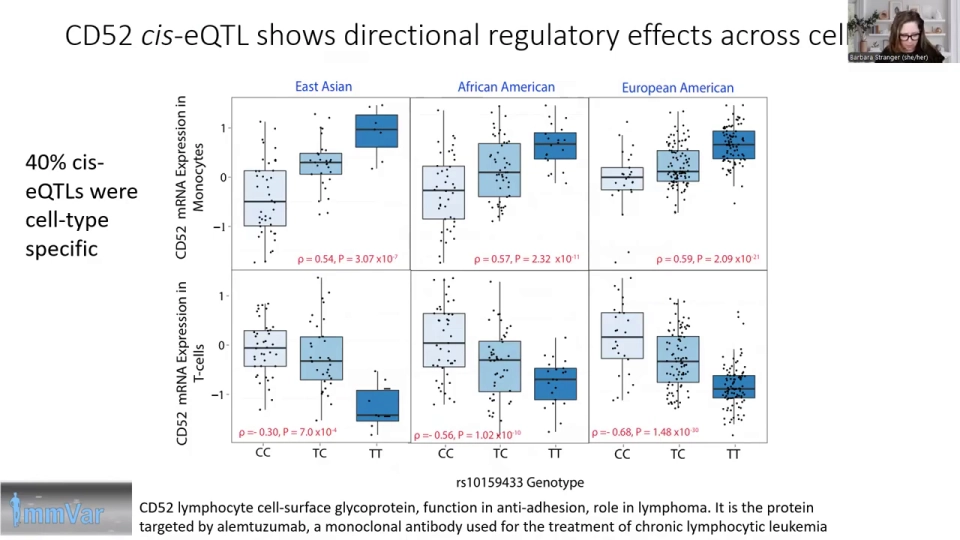 CD52 cis-eQTL shows directional regulatory effects across cel
Barbara Stranger (she/her)
40% cis-
eQTLs were
cell-type
specific
East Asian
African American
European American
CD52 mRNA Expression in
Monocytes
1
0
−1
ρ = 0.54, P = 3.07 x10-7
ρ = 0.57, P = 2.32 x10-11
ρ = 0.59, P = 2.09 x10-21
CD52 mRNA Expression in
T-cells
1
0
−1
ρ =- 0.30, P = 7.0 x10-4
ρ =- 0.56, P = 1.02 x10-10
ρ =- 0.68, P = 1.48 x10-30
CC TC TT
CC TC TT
CC TC TT
rs10159433 Genotype
ImmVar
CD52 lymphocyte cell-surface glycoprotein, function in anti-adhesion, role in lymphoma. It is the protein
targeted by alemtuzumab, a monoclonal antibody used for the treatment of chronic lymphocytic leukemia